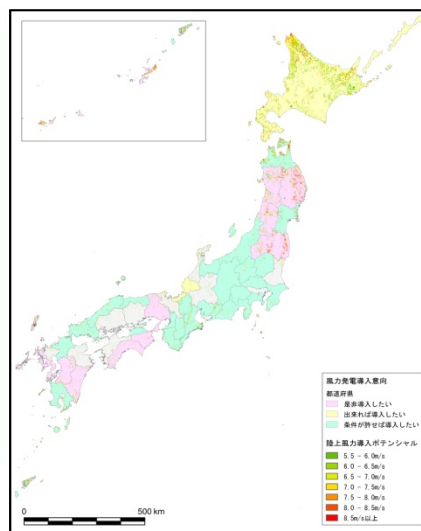 風力発電導入意向
都道府県
是非導入したい
出来れば導入したい
条件が許せば導入したい
陸上風力導入ポテンシャル
5.5 - 6.0m/s
6.0 - 6.5m/s
6.5 - 7.0m/s
7.0 - 7.5m/s
7.5 - 8.0m/s
8.0 - 8.5m/s
8.5m/s以上
0
500 km